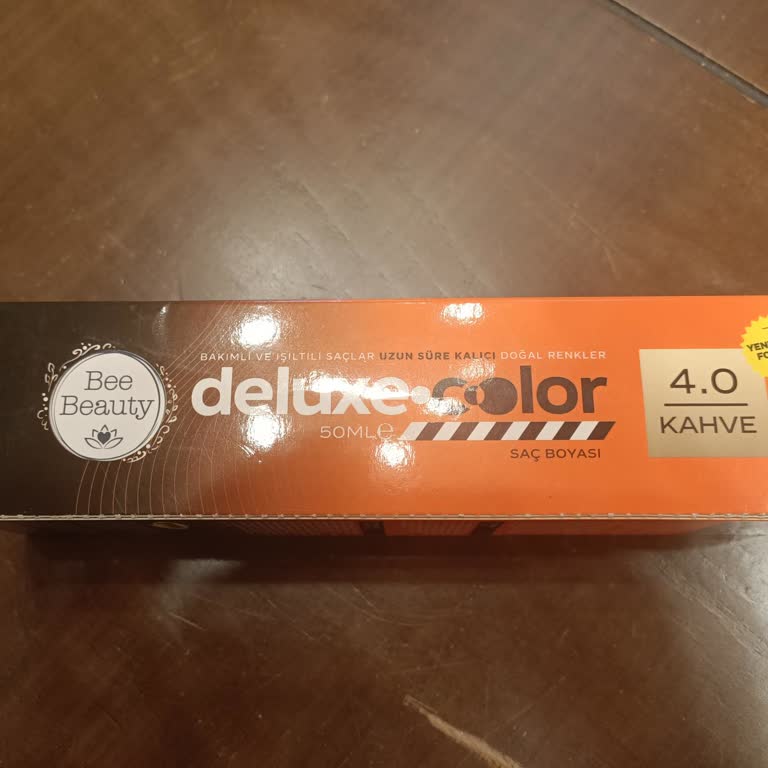 Bee
Beauty
BAKIMLI VE IŞILTILI SAÇLAR UZUN SÜRE KALICI DOĞAL RENKLER
deluxe•color
50MLe
SAÇ BOYASI
4.0
KAHVE